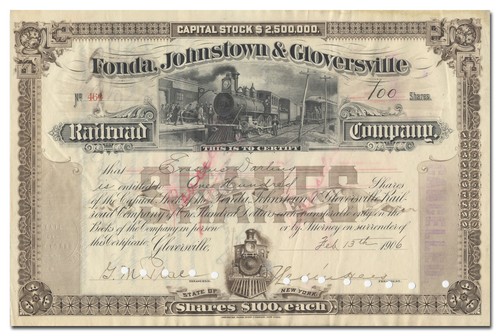 CAPITAL STOCK $2,500,000.
Fonda, Johnstown & Gloversville
No 460
100 SHARES
Railroad Company
THIS IS TO CERTIFY
that
is entitled to One Hundred Shares
of the Capital Stock of the Fonda, Johnstown & Gloversville Rail-
road Company of One Hundred Dollars each transferable only on the
Books of the Company in person or by Attorney on surrender of
this Certificate.
Gloversville, Feb 15th 1906
STATE OF NEW YORK
Shares $100. each